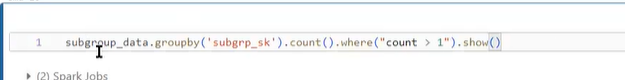 1 subgroup_data.groupby('subgrp_sk').count().where("count > 1").show()
(2) Spark Jobs